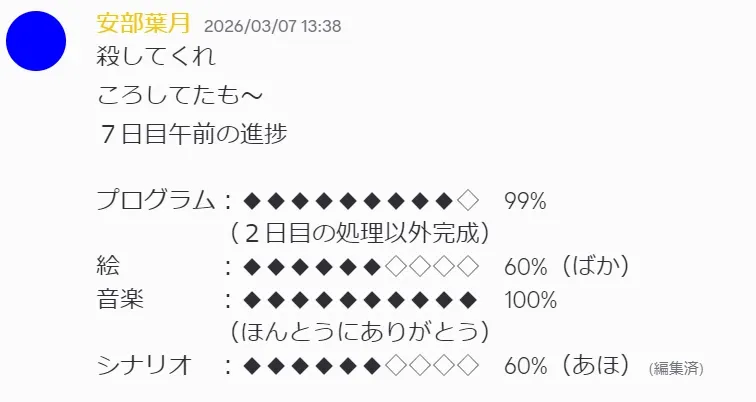 安部葉月 2026/03/07 13:38
殺してくれ
ころしてたも～
７日目午前の進捗
プログラム：◆◆◆◆◆◆◆◆◆◇ 99%
（２日目の処理以外完成）
絵：◆◆◆◆◆◆◇◇◇◇ 60%（ばか）
音楽：◆◆◆◆◆◆◆◆◆◆ 100%
（ほんとうにありがとう）
シナリオ：◆◆◆◆◆◆◇◇◇◇ 60%（あほ）(編集済)